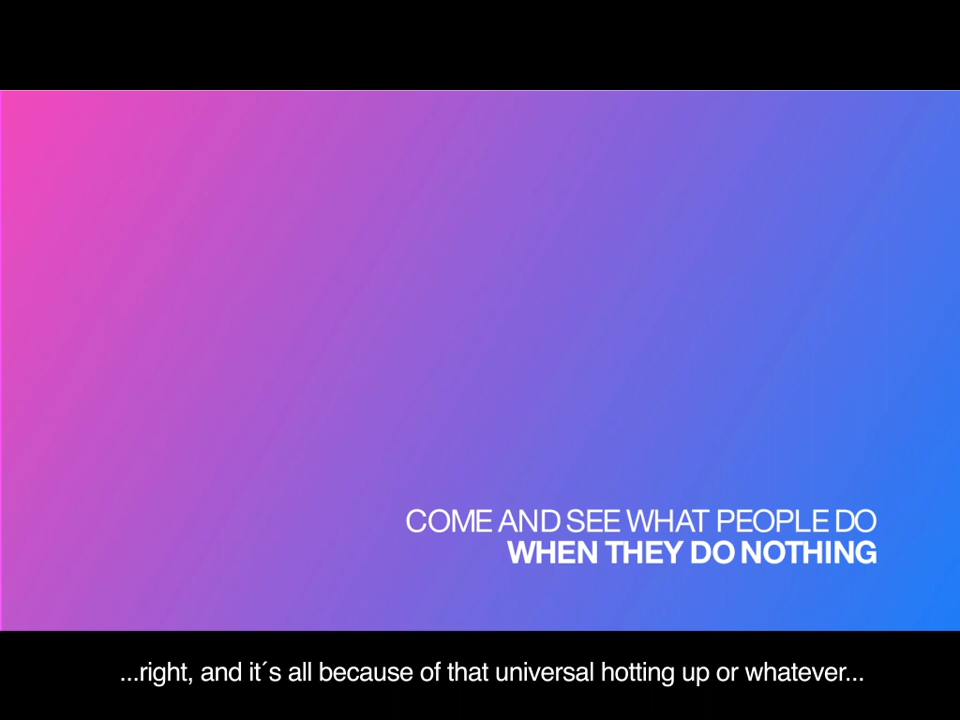 COME AND SEE WHAT PEOPLE DO
WHEN THEY DO NOTHING
...right, and it´s all because of that universal hotting up or whatever...